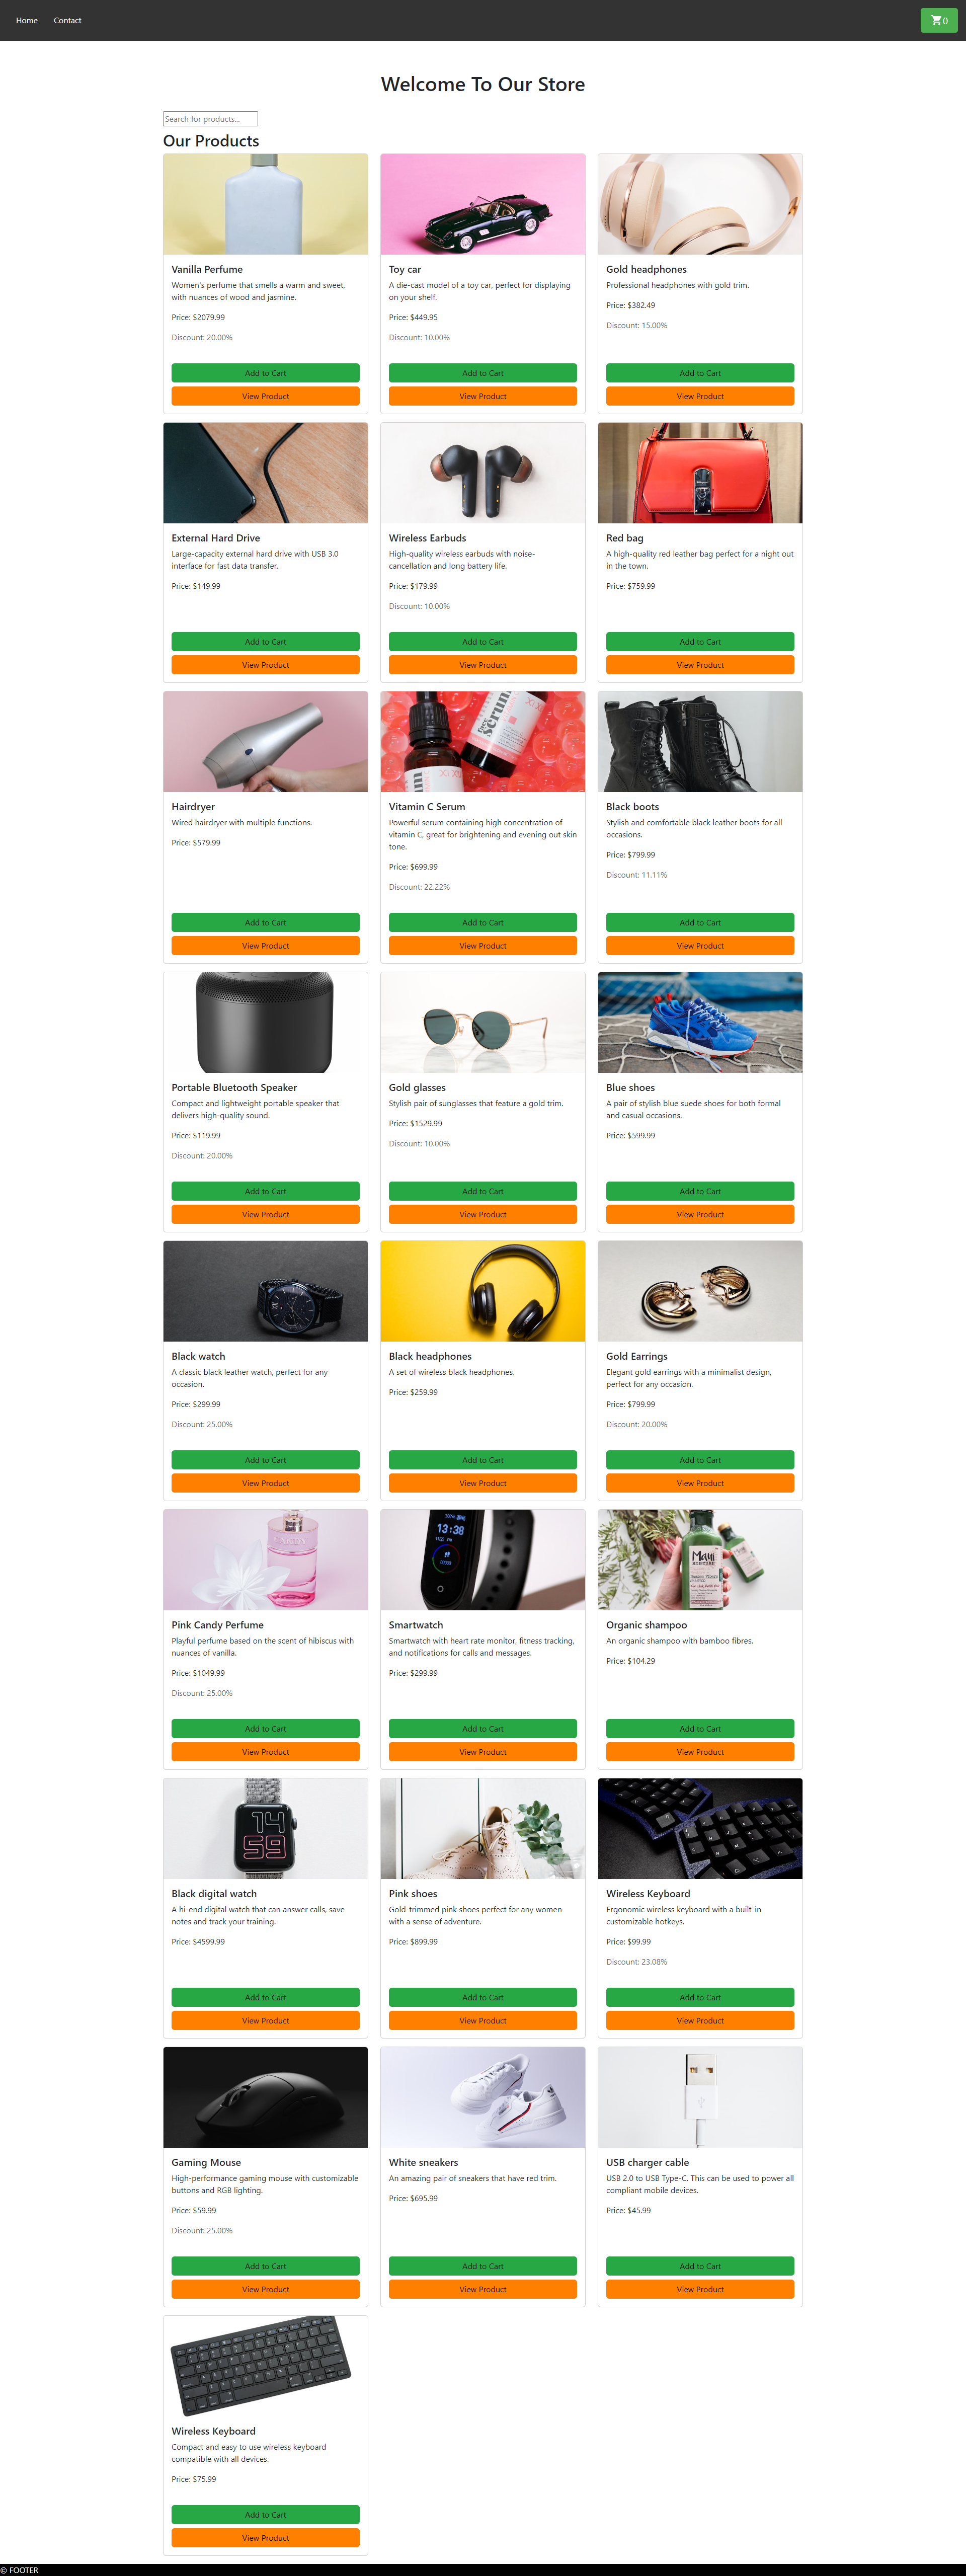 Home
Contact
0
Welcome To Our Store
Search for products...
Our Products
Vanilla Perfume
Women's perfume that smells a warm and sweet,
with nuances of wood and jasmine.
Price: $2079.99
Discount: 20.00%
Add to Cart
View Product
Toy car
A die-cast model of a toy car, perfect for displaying
on your shelf.
Price: $449.95
Discount: 10.00%
Add to Cart
View Product
Gold headphones
Professional headphones with gold trim.
Price: $382.49
Discount: 15.00%
Add to Cart
View Product
External Hard Drive
Large-capacity external hard drive with USB 3.0
interface for fast data transfer.
Price: $149.99
Add to Cart
View Product
Wireless Earbuds
High-quality wireless earbuds with noise-
cancellation and long battery life.
Price: $179.99
Discount: 10.00%
Add to Cart
View Product
Red bag
A high-quality red leather bag perfect for a night out
in the town.
Price: $759.99
Add to Cart
View Product
Hairdryer
Wired hairdryer with multiple functions.
Price: $579.99
Add to Cart
View Product
serum
Vitamin C Serum
Powerful serum containing high concentration of
vitamin C, great for brightening and evening out skin
tone.
Price: $699.99
Discount: 22.22%
Add to Cart
View Product
Black boots
Stylish and comfortable black leather boots for all
occasions.
Price: $799.99
Discount: 11.11%
Add to Cart
View Product
Portable Bluetooth Speaker
Compact and lightweight portable speaker that
delivers high-quality sound.
Price: $119.99
Discount: 20.00%
Add to Cart
View Product
Gold glasses
Stylish pair of sunglasses that feature a gold trim.
Price: $1529.99
Discount: 10.00%
Add to Cart
View Product
Blue shoes
A pair of stylish blue suede shoes for both formal
and casual occasions.
Price: $599.99
Add to Cart
View Product
Black watch
A classic black leather watch, perfect for any
occasion.
Price: $299.99
Discount: 25.00%
Add to Cart
View Product
Black headphones
A set of wireless black headphones.
Price: $259.99
Add to Cart
View Product
Gold Earrings
Elegant gold earrings with a minimalist design,
perfect for any occasion.
Price: $799.99
Discount: 20.00%
Add to Cart
View Product
CANDY
Pink Candy Perfume
Playful perfume based on the scent of hibiscus with
nuances of vanilla.
Price: $1049.99
Discount: 25.00%
Add to Cart
View Product
13:38
Smartwatch
Smartwatch with heart rate monitor, fitness tracking,
and notifications for calls and messages.
Price: $299.99
Add to Cart
View Product
Maui
Organic shampoo
An organic shampoo with bamboo fibres.
Price: $104.29
Add to Cart
View Product
14
59
Black digital watch
A hi-end digital watch that can answer calls, save
notes and track your training.
Price: $4599.99
Add to Cart
View Product
Pink shoes
Gold-trimmed pink shoes perfect for any women
with a sense of adventure.
Price: $899.99
Add to Cart
View Product
Wireless Keyboard
Ergonomic wireless keyboard with a built-in
customizable hotkeys.
Price: $99.99
Discount: 23.08%
Add to Cart
View Product
Gaming Mouse
High-performance gaming mouse with customizable
buttons and RGB lighting.
Price: $59.99
Discount: 25.00%
Add to Cart
View Product
White sneakers
An amazing pair of sneakers that have red trim.
Price: $695.99
Add to Cart
View Product
USB charger cable
USB 2.0 to USB Type-C. This can be used to power all
compliant mobile devices.
Price: $45.99
Add to Cart
View Product
Wireless Keyboard
Compact and easy to use wireless keyboard
compatible with all devices.
Price: $75.99
Add to Cart
View Product
© FOOTER